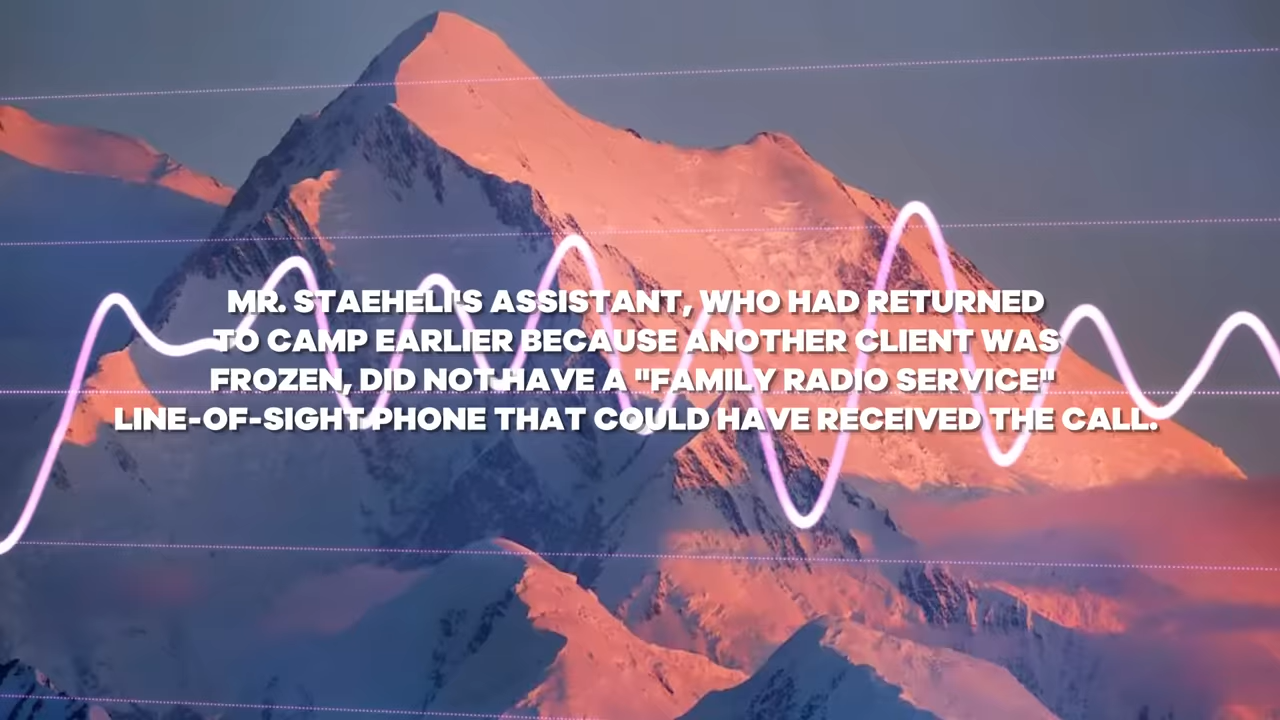 MR. STAEHELI'S ASSISTANT, WHO HAD RETURNED
TO CAMP EARLIER BECAUSE ANOTHER CLIENT WAS
FROZEN, DID NOT HAVE A "FAMILY RADIO SERVICE"
LINE-OF-SIGHT PHONE THAT COULD HAVE RECEIVED THE CALL.